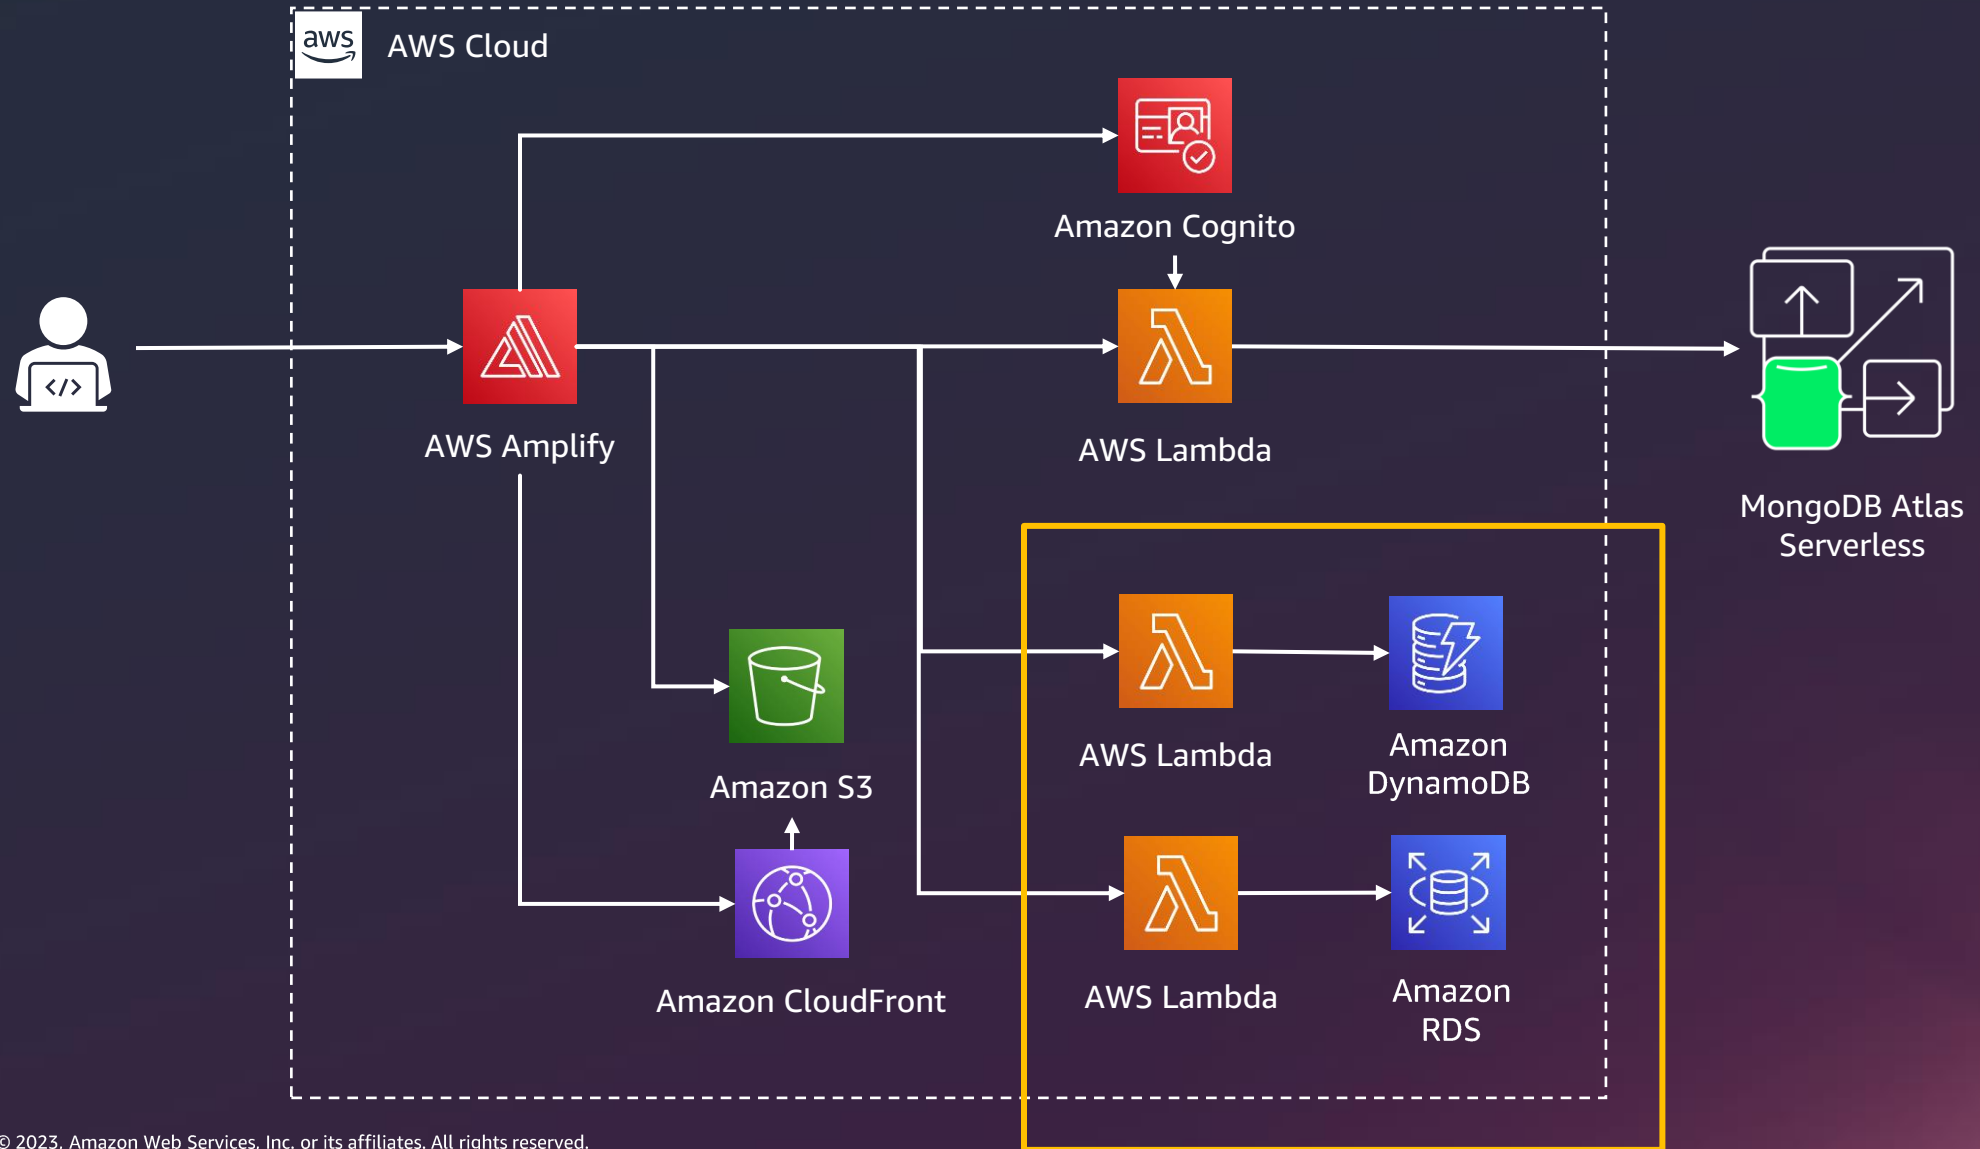 aws
AWS Cloud
Amazon Cognito
</>
AWS Amplify
AWS Lambda
MongoDB Atlas
Serverless
AWS Lambda
Amazon
DynamoDB
Amazon S3
AWS Lambda
Amazon
RDS
Amazon CloudFront
© 2023, Amazon Web Services, Inc. or its affiliates. All rights reserved.